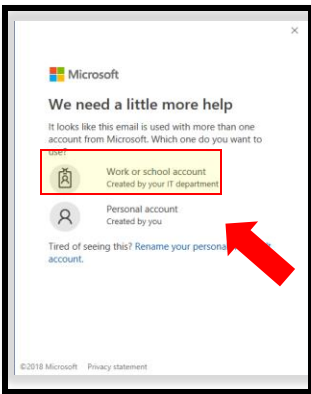 Microsoft
We need a little more help
It looks like this email is used with more than one
account from Microsoft. Which one do you want to
use?
Work or school account
Created by your IT department
Personal account
Created by you
Tired of seeing this? Rename your personal
account.
©2018 Microsoft Privacy statement